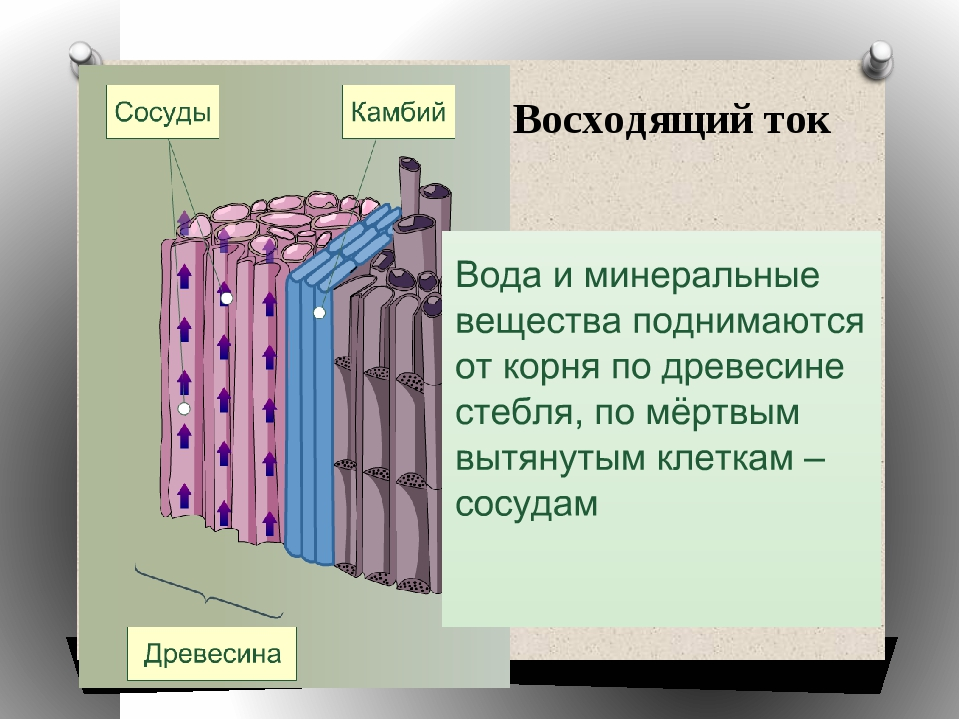 Сосуды
Камбий
Восходящий ток
Вода и минеральные
вещества поднимаются
от корня по древесине
стебля, по мёртвым
вытянутым клеткам –
сосудам
Древесина